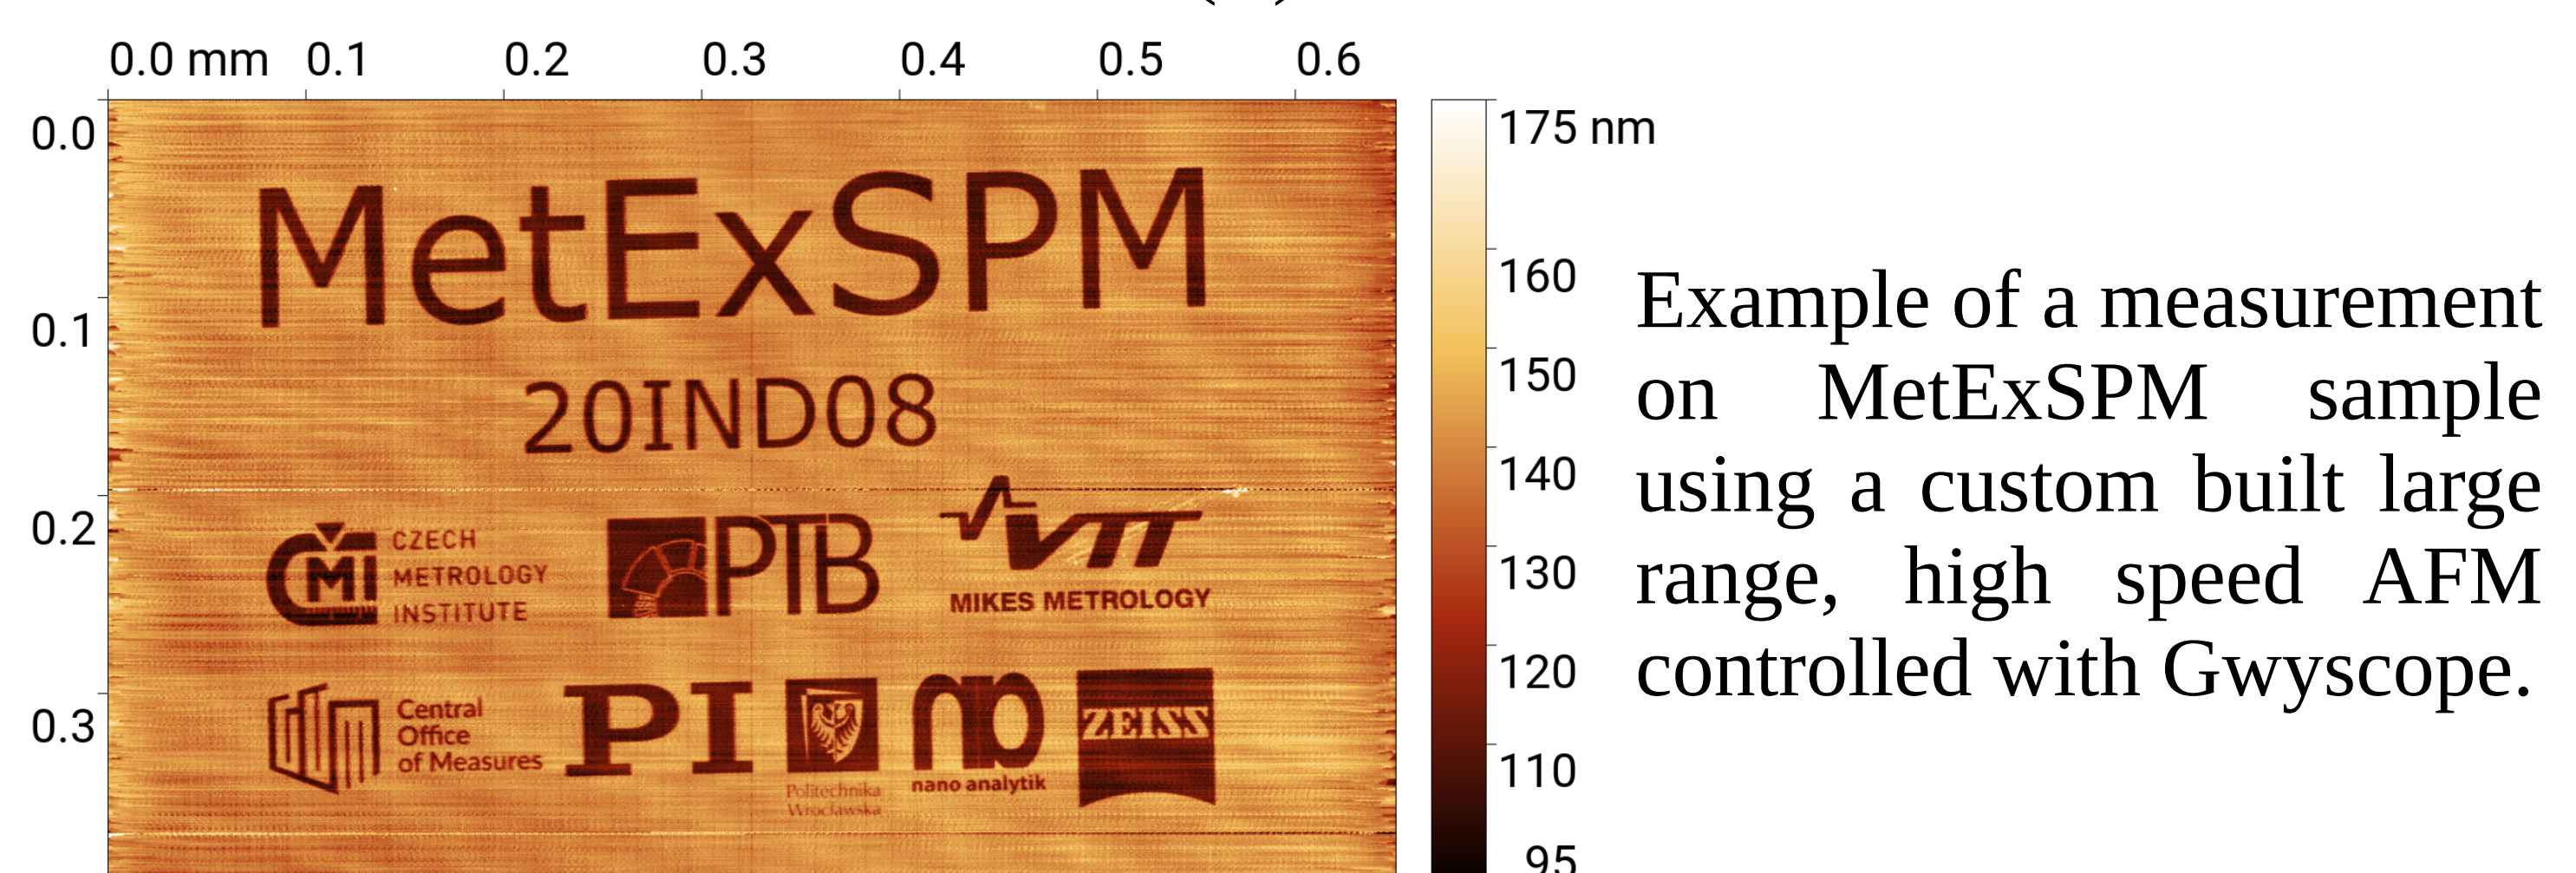 0.0 mm 0.1 0.2 0.3 0.4 0.5 0.6
0.0
0.1
0.2
0.3
MetExSPM
20IND08
CMI
CZECH
METROLOGY
INSTITUTE
PTB
VTT
MIKES METROLOGY
Central
Office
of Measures
PI
Politechnika
Wrocławska
nano analytik
ZEISS
175 nm
160
150
140
130
120
110
95
Example of a measurement
on MetExSPM sample
using a custom built large
range, high speed AFM
controlled with Gwyscope.